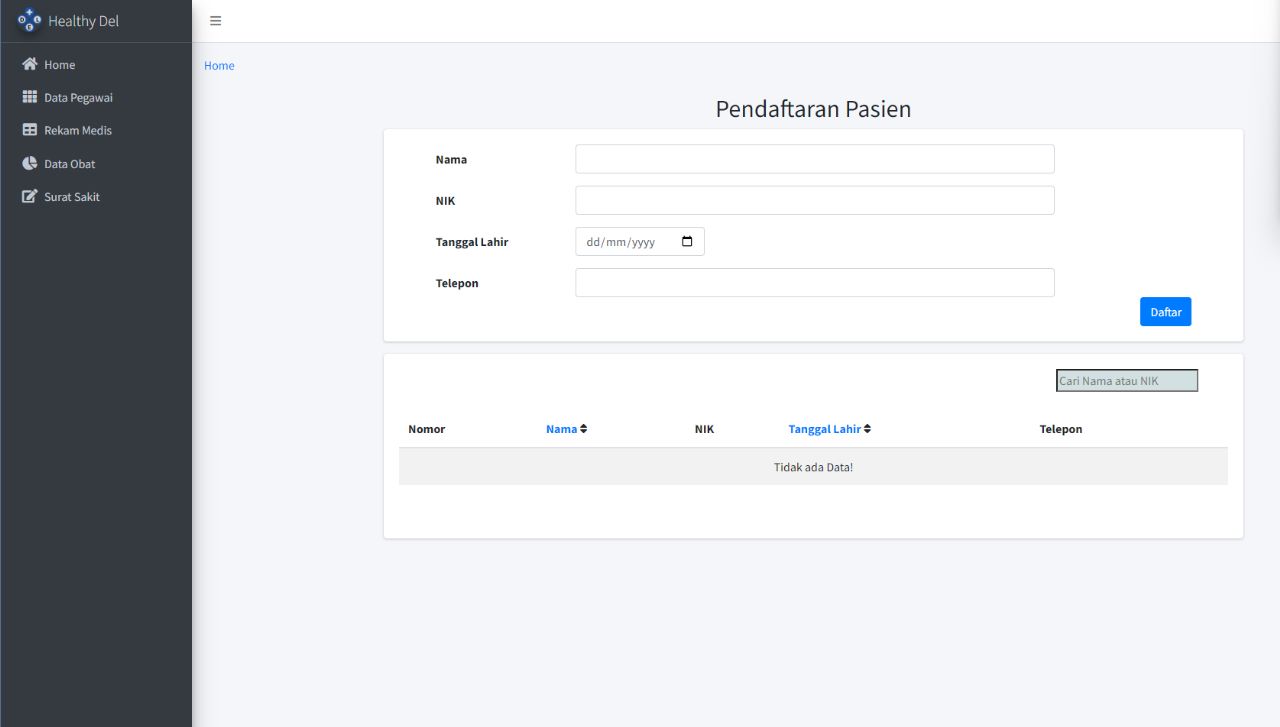 Healthy Del
Home
Data Pegawai
Rekam Medis
Data Obat
Surat Sakit
Home
Pendaftaran Pasien
Nama
NIK
Tanggal Lahir
dd/mm/yyyy
Telepon
Daftar
Cari Nama atau NIK
Nomor Nama NIK Tanggal Lahir Telepon
Tidak ada Data!